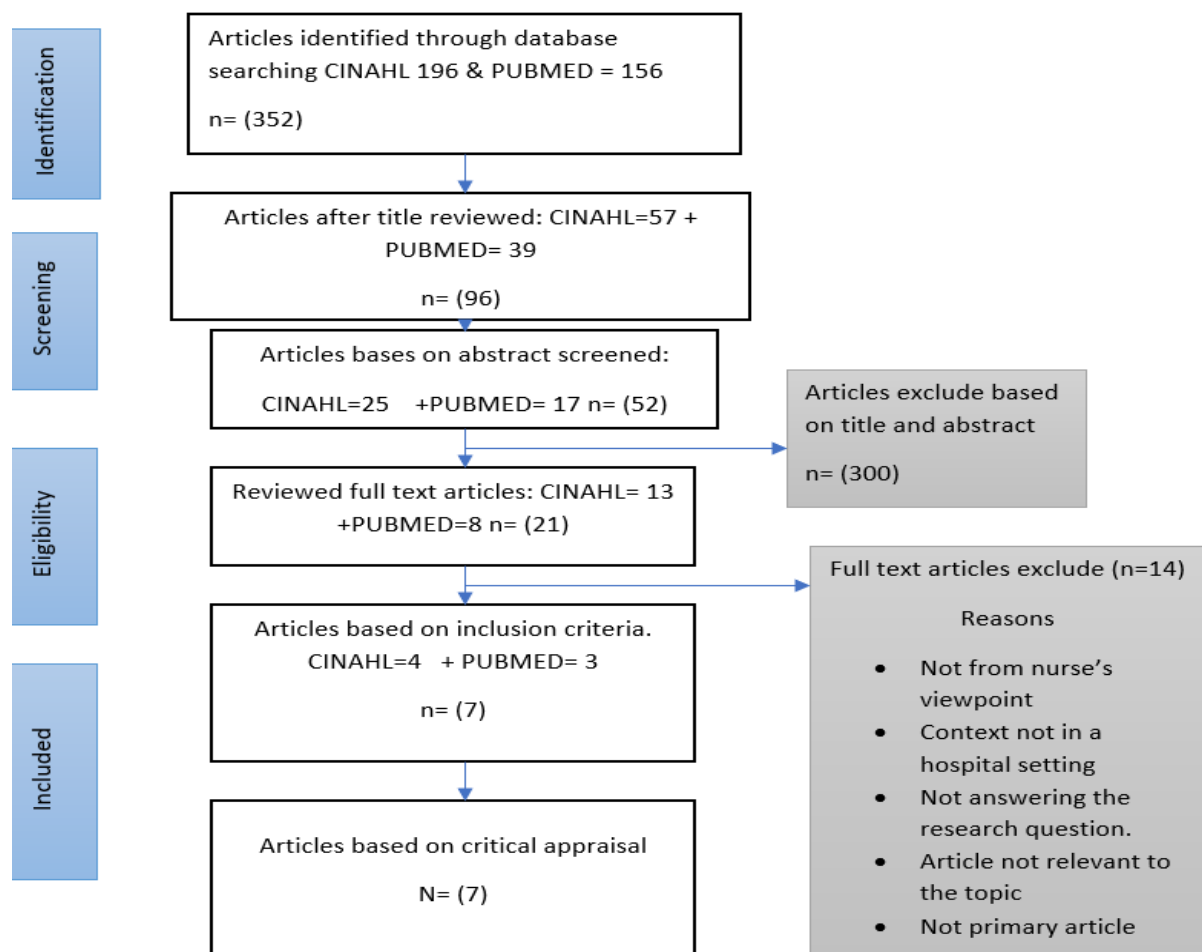 Identification
Articles identified through database
searching CINAHL 196 & PUBMED = 156
n= (352)
Screening
Articles after title reviewed: CINAHL=57 +
PUBMED= 39
n= (96)
Articles bases on abstract screened:
CINAHL=25 +PUBMED= 17 n= (52)
Articles exclude based
on title and abstract
n= (300)
Eligibility
Reviewed full text articles: CINAHL= 13
+PUBMED=8 n= (21)
Full text articles exclude (n=14)
Reasons
• Not from nurse’s
viewpoint
• Context not in a
hospital setting
• Not answering the
research question.
• Article not relevant to
the topic
• Not primary article
Included
Articles based on inclusion criteria.
CINAHL=4 + PUBMED= 3
n= (7)
Articles based on critical appraisal
N= (7)